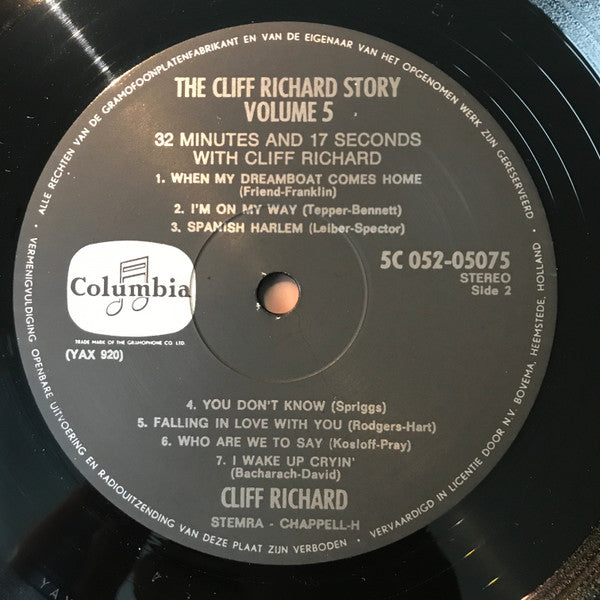 ALLE RECHTEN VAN DE GRAMOFOONPLATENFABRIKANT EN VAN DE EIGENAAR VAN HET OPGENOMEN WERK ZIJN GERESERVEERD
THE CLIFF RICHARD STORY
VOLUME 5
32 MINUTES AND 17 SECONDS
WITH CLIFF RICHARD
1. WHEN MY DREAMBOAT COMES HOME
(Friend-Franklin)
2. I'M ON MY WAY (Tepper-Bennett)
3. SPANISH HARLEM (Leiber-Spector)
5C 052-05075
STEREO
Side 2
Columbia
TRADE MARK OF THE GRAMOPHONE CO. LTD.
(YAX 920)
4. YOU DON'T KNOW (Spriggs)
5. FALLING IN LOVE WITH YOU (Rodgers-Hart)
6. WHO ARE WE TO SAY (Kosloff-Pray)
7. I WAKE UP CRYIN'
(Bacharach-David)
CLIFF RICHARD
STEMRA - CHAPPELL-H
VERMENIGVULDIGING OPENBARE UITVOERING EN RADIOUITZENDING VAN DEZE PLAAT ZIJN VERBODEN • VERVAARDIGD IN LICENTIE DOOR N.V. BOVEMA, HEEMSTEDE, HOLLAND